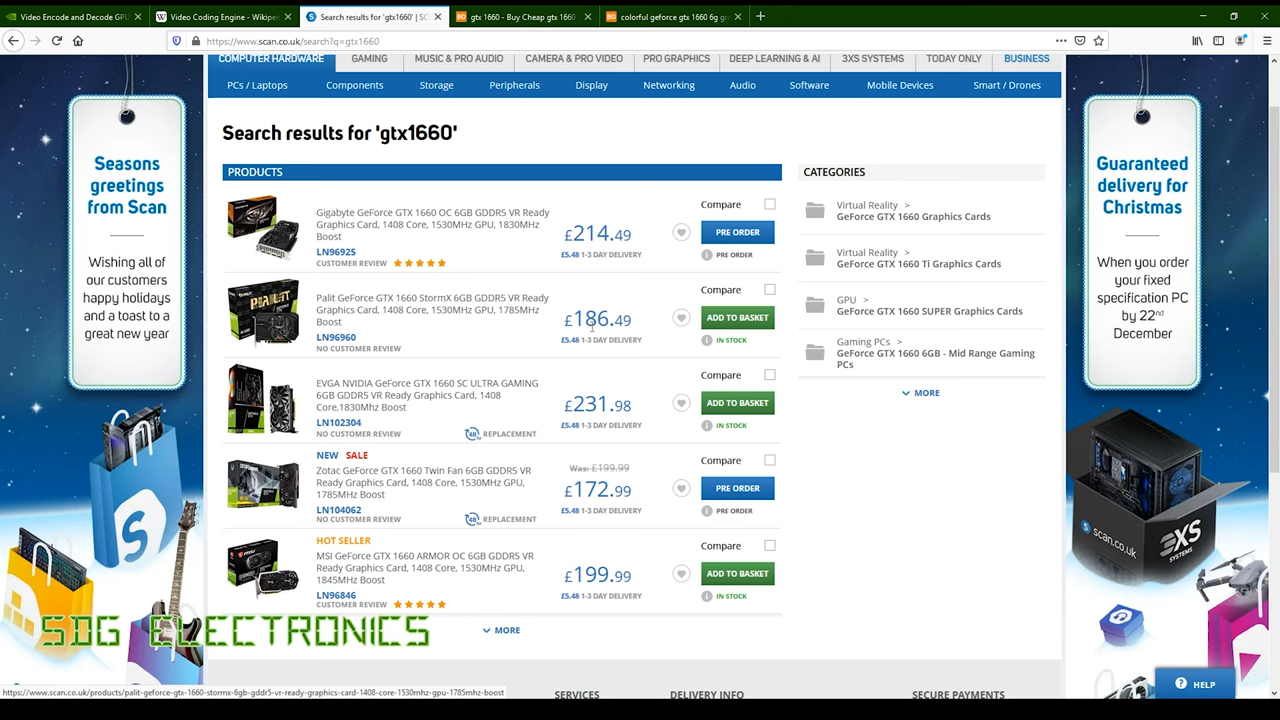 Video Encode and Decode GPU
Video Coding Engine - Wikipe
Search results for 'gtx1660' | SC
gtx 1660 - Buy Cheap gtx 1660
colorful geforce gtx 1660 6g gr
https://www.scan.co.uk/search?q=gtx1660
COMPUTER HARDWARE
GAMING
MUSIC & PRO AUDIO
CAMERA & PRO VIDEO
PRO GRAPHICS
DEEP LEARNING & AI
3XS SYSTEMS
TODAY ONLY
BUSINESS
PCs / Laptops
Components
Storage
Peripherals
Display
Networking
Audio
Software
Mobile Devices
Smart / Drones
Seasons
greetings
from Scan
Wishing all of
our customers
happy holidays
and a toast to a
great new year
Search results for 'gtx1660'
PRODUCTS
Gigabyte GeForce GTX 1660 OC 6GB GDDR5 VR Ready
Graphics Card, 1408 Core, 1530MHz GPU, 1830MHz
Boost
LN96925
CUSTOMER REVIEW
£214.49
£5.48 1-3 DAY DELIVERY
Compare
PRE ORDER
PRE ORDER
Palit GeForce GTX 1660 StormX 6GB GDDR5 VR Ready
Graphics Card, 1408 Core, 1530MHz GPU, 1785MHz
Boost
LN96960
NO CUSTOMER REVIEW
£186.49
£5.48 1-3 DAY DELIVERY
Compare
ADD TO BASKET
IN STOCK
EVGA NVIDIA GeForce GTX 1660 SC ULTRA GAMING
6GB GDDR5 VR Ready Graphics Card, 1408
Core,1830Mhz Boost
LN102304
NO CUSTOMER REVIEW
48 REPLACEMENT
£231.98
£5.48 1-3 DAY DELIVERY
Compare
ADD TO BASKET
IN STOCK
NEW SALE
Zotac GeForce GTX 1660 Twin Fan 6GB GDDR5 VR
Ready Graphics Card, 1408 Core, 1530MHz GPU,
1785MHz Boost
LN104062
NO CUSTOMER REVIEW
48 REPLACEMENT
Was: £199.99
£172.99
£5.48 1-3 DAY DELIVERY
Compare
PRE ORDER
PRE ORDER
HOT SELLER
MSI GeForce GTX 1660 ARMOR OC 6GB GDDR5 VR
Ready Graphics Card, 1408 Core, 1530MHz GPU,
1845MHz Boost
LN96846
CUSTOMER REVIEW
£199.99
£5.48 1-3 DAY DELIVERY
Compare
ADD TO BASKET
IN STOCK
MORE
CATEGORIES
Virtual Reality >
GeForce GTX 1660 Graphics Cards
Virtual Reality >
GeForce GTX 1660 Ti Graphics Cards
GPU >
GeForce GTX 1660 SUPER Graphics Cards
Gaming PCs >
GeForce GTX 1660 6GB - Mid Range Gaming
PCs
MORE
Guaranteed
delivery for
Christmas
When you order
your fixed
specification PC
by 22nd
December
scan.co.uk
3XS
SYSTEMS
SDG ELECTRONICS
SERVICES
DELIVERY INFO
SECURE PAYMENTS
HELP
https://www.scan.co.uk/products/palit-geforce-gtx-1660-stormx-6gb-gddr5-vr-ready-graphics-card-1408-core-1530mhz-gpu-1785mhz-boost